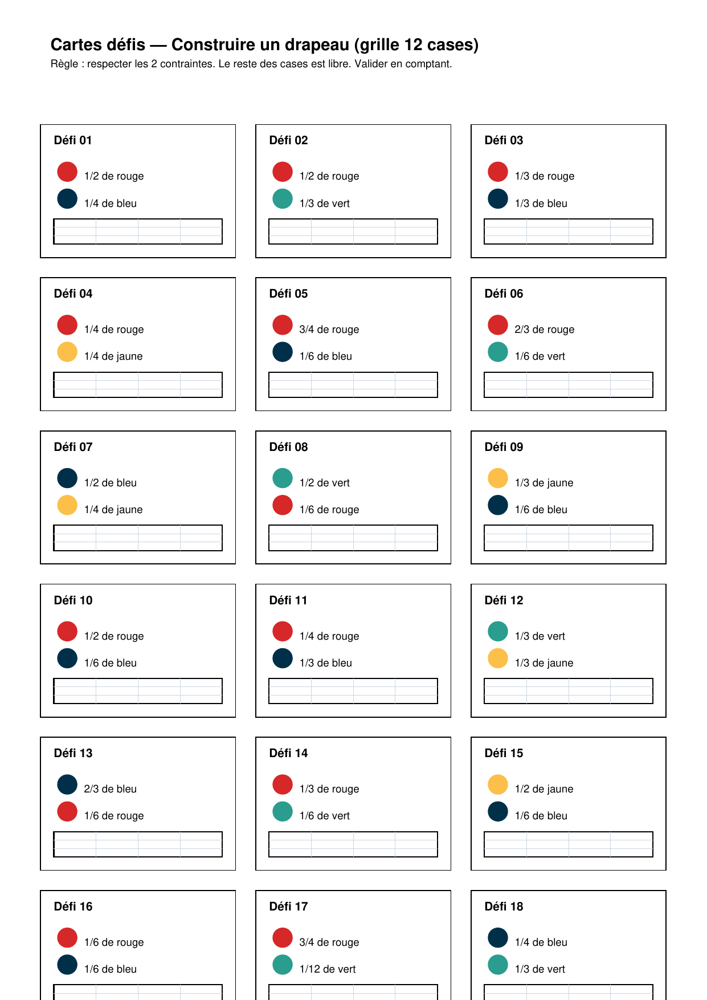 Cartes défis — Construire un drapeau (grille 12 cases)
Règle : respecter les 2 contraintes. Le reste des cases est libre. Valider en comptant.
Défi 01
1/2 de rouge
1/4 de bleu
Défi 02
1/2 de rouge
1/3 de vert
Défi 03
1/3 de rouge
1/3 de bleu
Défi 04
1/4 de rouge
1/4 de jaune
Défi 05
3/4 de rouge
1/6 de bleu
Défi 06
2/3 de rouge
1/6 de vert
Défi 07
1/2 de bleu
1/4 de jaune
Défi 08
1/2 de vert
1/6 de rouge
Défi 09
1/3 de jaune
1/6 de bleu
Défi 10
1/2 de rouge
1/6 de bleu
Défi 11
1/4 de rouge
1/3 de bleu
Défi 12
1/3 de vert
1/3 de jaune
Défi 13
2/3 de bleu
1/6 de rouge
Défi 14
1/3 de rouge
1/6 de vert
Défi 15
1/2 de jaune
1/6 de bleu
Défi 16
1/6 de rouge
1/6 de bleu
Défi 17
3/4 de rouge
1/12 de vert
Défi 18
1/4 de bleu
1/3 de vert